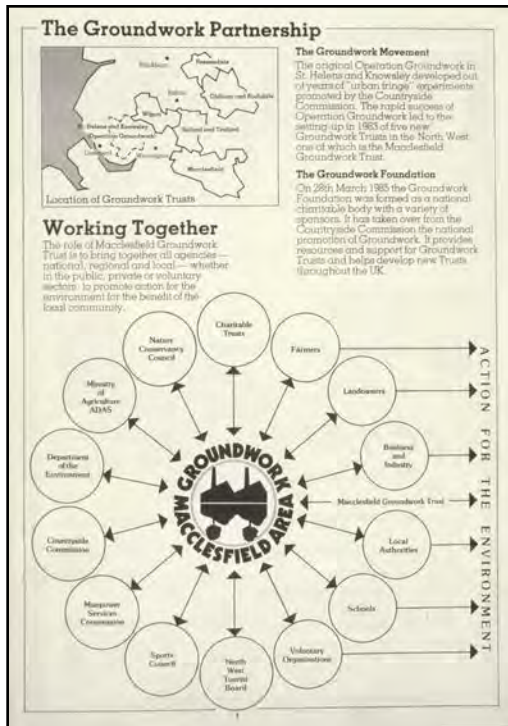 The Groundwork Partnership
Blackburn
Rossendale
Bolton
Oldham and Rochdale
Wigan
Salford and Trafford
St. Helens and Knowsley
(Operation Groundwork)
Liverpool
Warrington
Macclesfield
Location of Groundwork Trusts
The Groundwork Movement
The original Operation Groundwork in
St. Helens and Knowsley developed out
of years of "urban fringe" experiments
promoted by the Countryside
Commission. The rapid success of
Operation Groundwork led to the
setting-up in 1983 of five new
Groundwork Trusts in the North West
one of which is the Macclesfield
Groundwork Trust.
The Groundwork Foundation
On 28th March 1985 the Groundwork
Foundation was formed as a national
charitable body with a variety of
sponsors. It has taken over from the
Countryside Commission the national
promotion of Groundwork. It provides
resources and support for Groundwork
Trusts and helps develop new Trusts
throughout the UK.
Working Together
The role of Macclesfield Groundwork
Trust is to bring together all agencies —
national, regional and local — whether
in the public, private or voluntary
sectors to promote action for the
environment for the benefit of the
local community.
Charitable
Trusts
Farmers
Landowners
Business
and
Industry
Macclesfield Groundwork Trust
Local
Authorities
Schools
Voluntary
Organisations
North
West
Tourist
Board
Sports
Council
Manpower
Services
Commission
Countryside
Commission
Department
of the
Environment
Ministry
of
Agriculture
ADAS
Nature
Conservancy
Council
GROUNDWORK
MACCLESFIELD AREA
ACTION FOR THE ENVIRONMENT
1